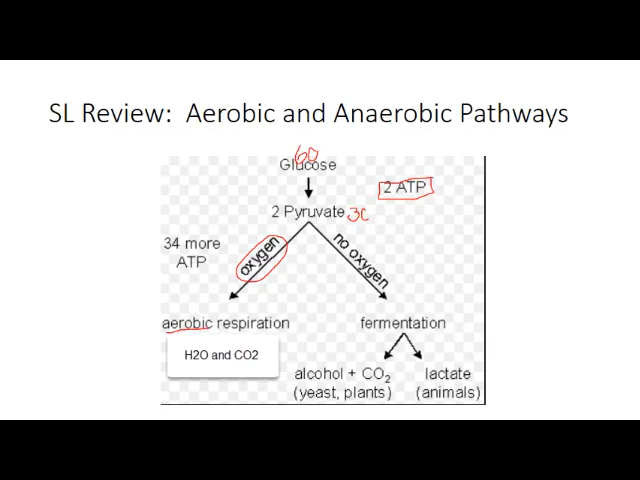 SL Review: Aerobic and Anaerobic Pathways
Glucose
2 ATP
2 Pyruvate 3C
34 more
ATP
oxygen
no oxygen
aerobic respiration
fermentation
H2O and CO2
alcohol + CO₂
(yeast, plants)
lactate
(animals)